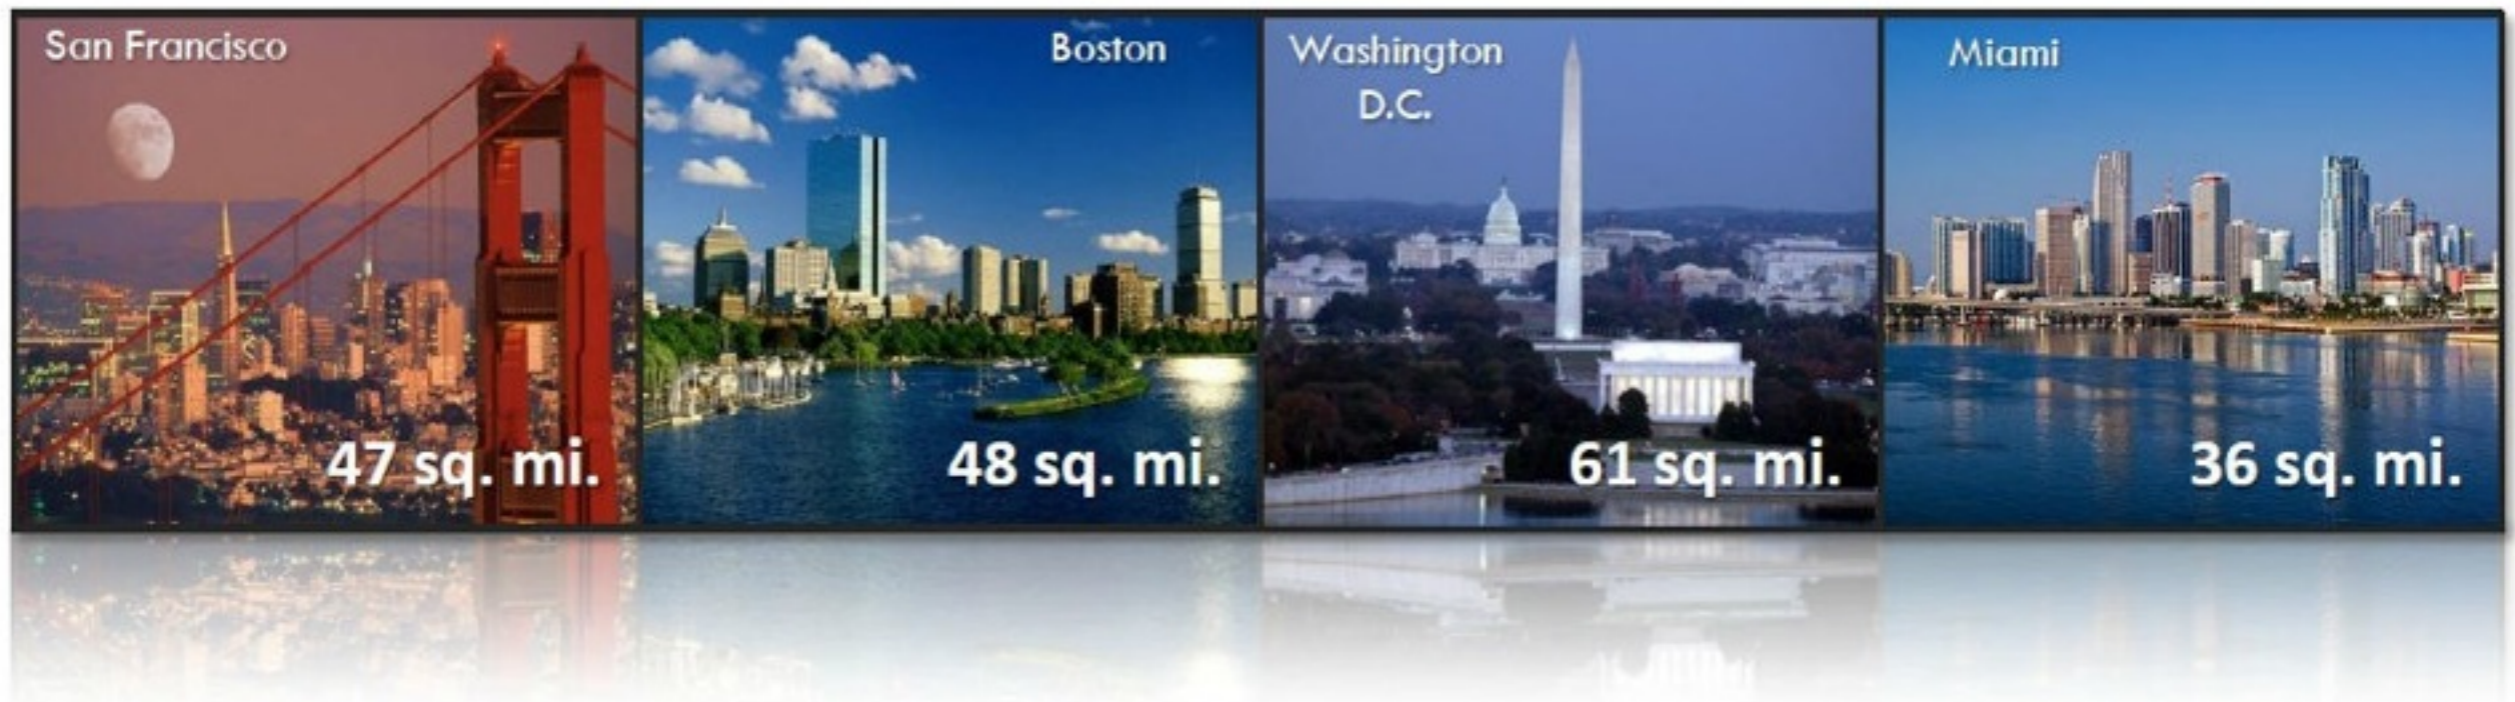 San Francisco
47 sq. mi.
Boston
48 sq. mi.
Washington
D.C.
61 sq. mi.
Miami
36 sq. mi.